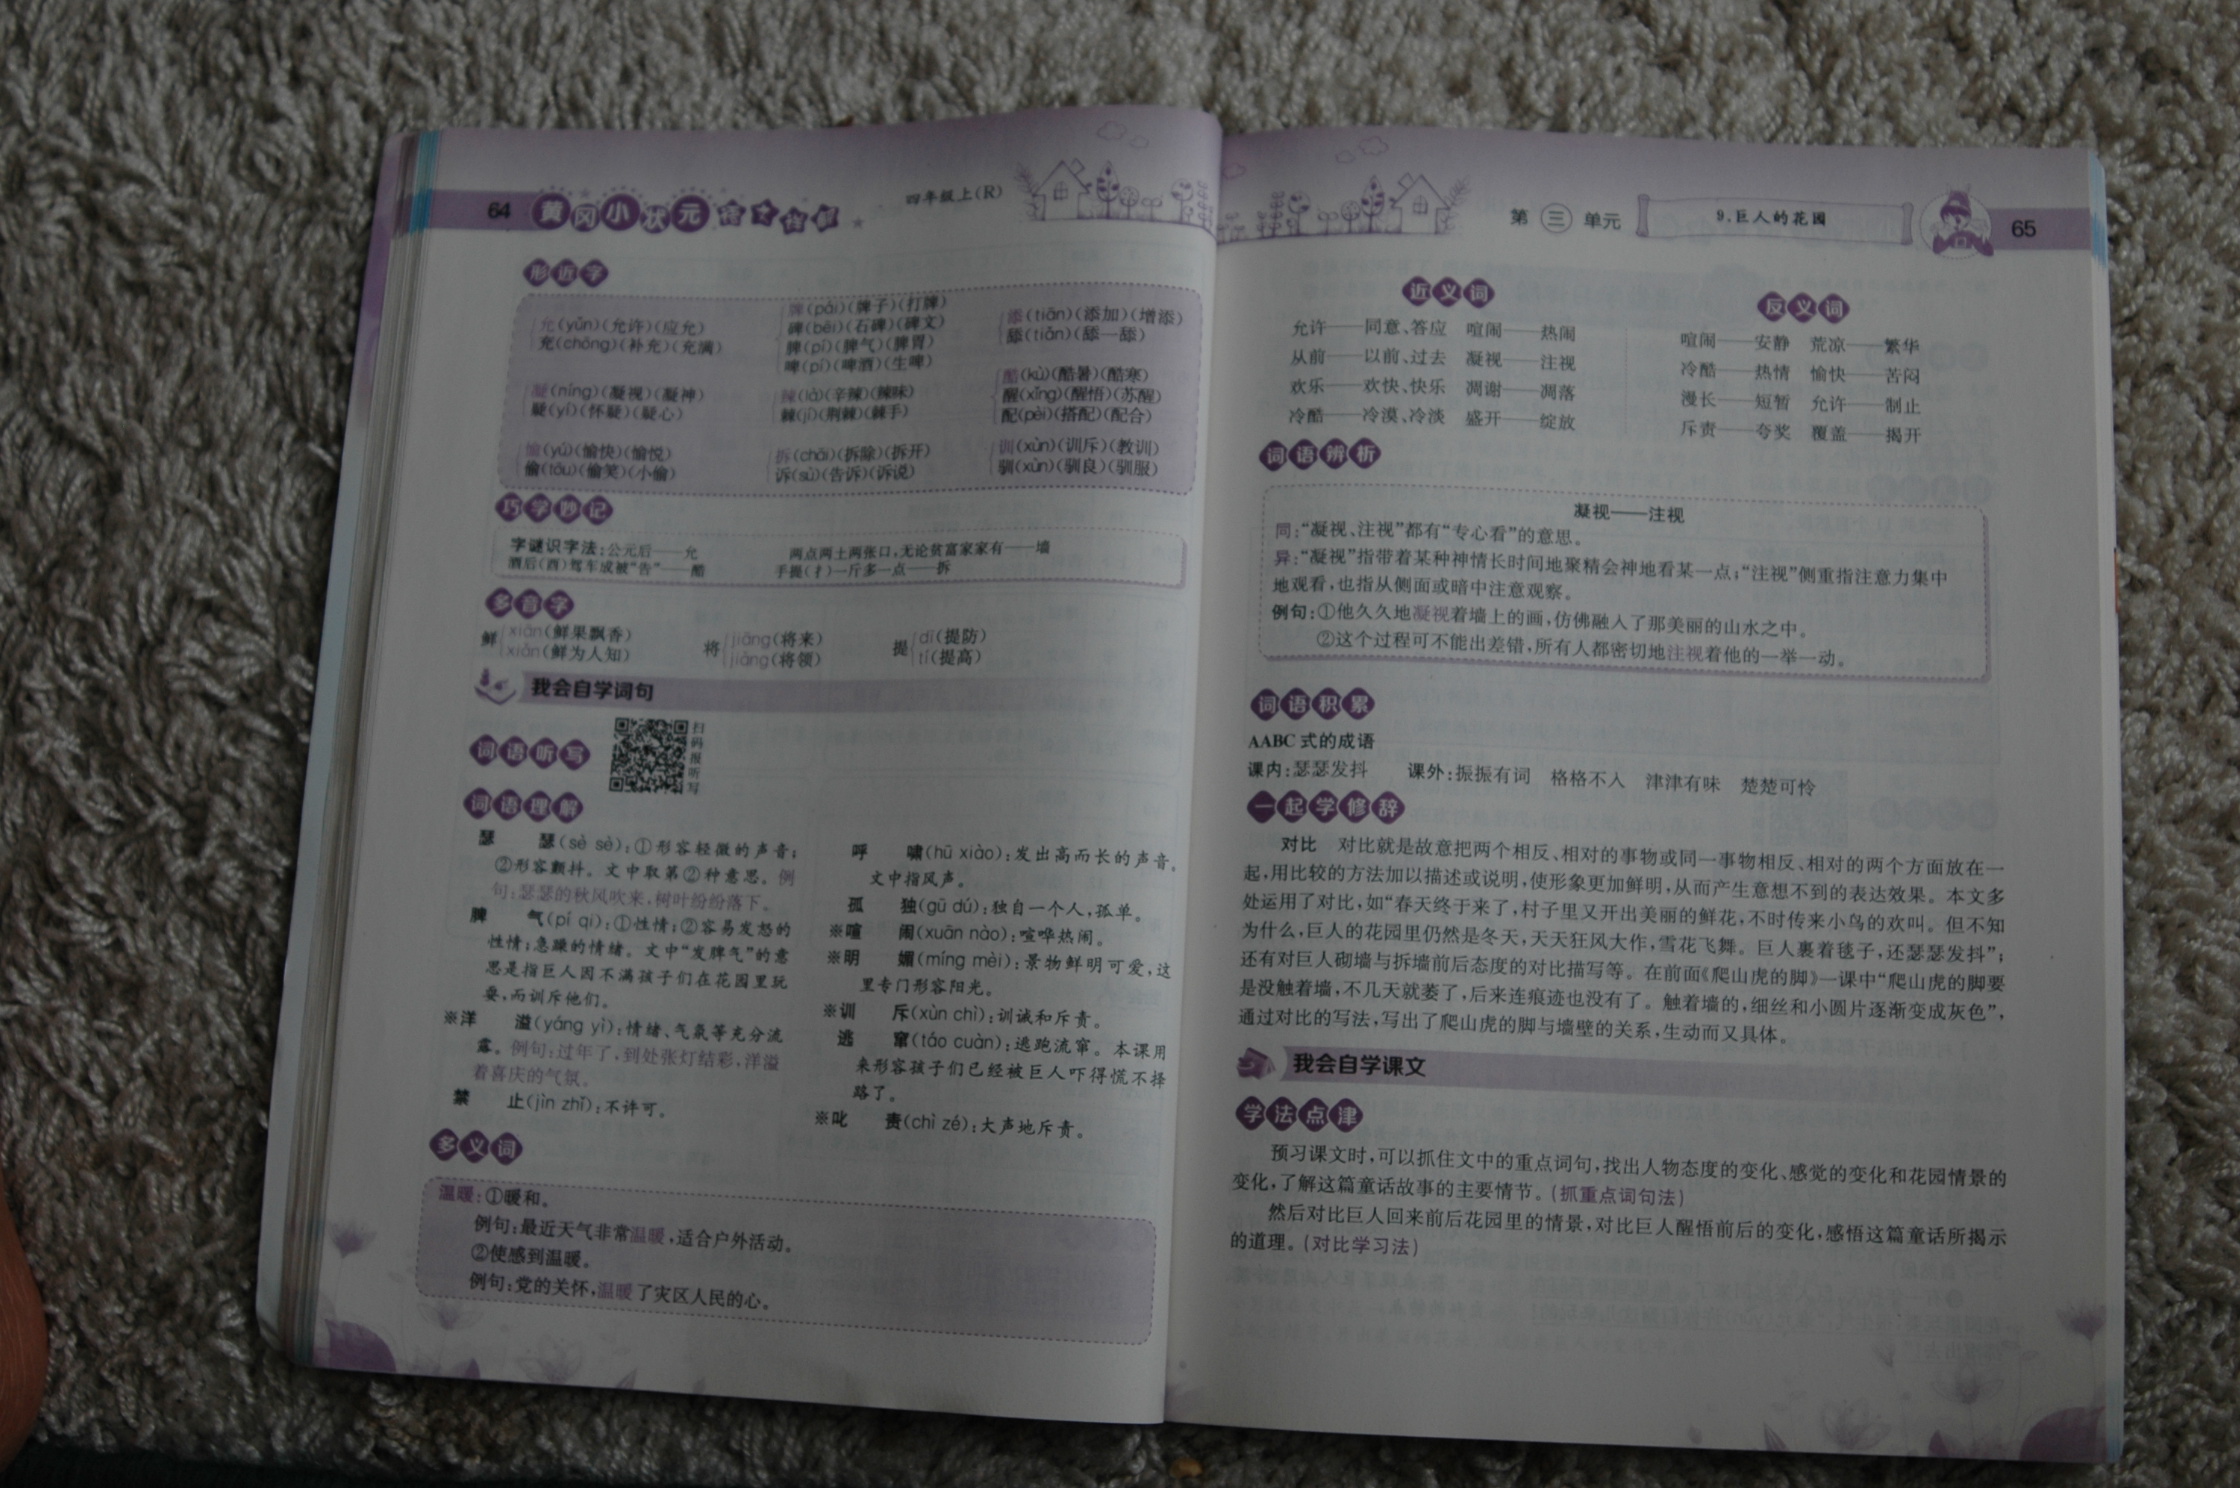 64 黄冈小状元 四年级上(R)
形近字
允(yǔn)(允许)(应允)
充(chōng)(补充)(充满)
牌(pái)(牌子)(打牌)
碑(bēi)(石碑)(碑文)
脾(pí)(脾气)(脾胃)
啤(pí)(啤酒)(生啤)
添(tiān)(添加)(增添)
舔(tiǎn)(舔一舔)
凝(níng)(凝视)(凝神)
疑(yí)(怀疑)(疑心)
辣(là)(辛辣)(辣味)
棘(jí)(荆棘)(棘手)
酷(kù)(酷暑)(酷寒)
醒(xǐng)(醒悟)(苏醒)
配(pèi)(搭配)(配合)
愉(yú)(愉快)(愉悦)
偷(tōu)(偷笑)(小偷)
拆(chāi)(拆除)(拆开)
诉(sù)(告诉)(诉说)
训(xùn)(训斥)(教训)
驯(xùn)(驯良)(驯服)
巧学妙记
字谜识字法:公元后——允 两点两土两张口,无论贫富家家有——墙
酒后(酉)驾车或被“告”——酷 手提(扌)一斤多一点——拆
多音字
鲜 xiān(鲜果飘香) 将 jiāng(将来) 提 dī(提防)
xiǎn(鲜为人知) jiàng(将领) tí(提高)
我会自学词句
词语听写
扫码报听写
词语理解
瑟瑟(sè sè):①形容轻微的声音;
②形容颤抖。文中取第②种意思。例
句:瑟瑟的秋风吹来,树叶纷纷落下。
脾气(pí qi):①性情;②容易发怒的
性情;急躁的情绪。文中“发脾气”的意
思是指巨人因不满孩子们在花园里玩
耍,而训斥他们。
※洋溢(yáng yì):情绪、气氛等充分流
露。例句:过年了,到处张灯结彩,洋溢
着喜庆的气氛。
禁止(jìn zhǐ):不许可。
呼啸(hū xiào):发出高而长的声音,
文中指风声。
孤独(gū dú):独自一个人,孤单。
※喧闹(xuān nào):喧哗热闹。
※明媚(míng mèi):景物鲜明可爱,这
里专门形容阳光。
※训斥(xùn chì):训诫和斥责。
逃窜(táo cuàn):逃跑流窜。本课用
来形容孩子们已经被巨人吓得慌不择
路了。
※叱责(chì zé):大声地斥责。
多义词
温暖:①暖和。
例句:最近天气非常温暖,适合户外活动。
②使感到温暖。
例句:党的关怀,温暖了灾区人民的心。
第三单元 9.巨人的花园 65
近义词
允许——同意、答应 喧闹——热闹
从前——以前、过去 凝视——注视
欢乐——欢快、快乐 凋谢——凋落
冷酷——冷漠、冷淡 盛开——绽放
反义词
喧闹——安静 荒凉——繁华
冷酷——热情 愉快——苦闷
漫长——短暂 允许——制止
斥责——夸奖 覆盖——揭开
词语辨析
凝视——注视
同:“凝视、注视”都有“专心看”的意思。
异:“凝视”指带着某种神情长时间地聚精会神地看某一点;“注视”侧重指注意力集中
地观看,也指从侧面或暗中注意观察。
例句:①他久久地凝视着墙上的画,仿佛融入了那美丽的山水之中。
②这个过程可不能出差错,所有人都密切地注视着他的一举一动。
词语积累
AABC式的成语
课内:瑟瑟发抖 课外:振振有词 格格不入 津津有味 楚楚可怜
一起学修辞
对比 对比就是故意把两个相反、相对的事物或同一事物相反、相对的两个方面放在一
起,用比较的方法加以描述或说明,使形象更加鲜明,从而产生意想不到的表达效果。本文多
处运用了对比,如“春天终于来了,村子里又开出美丽的鲜花,不时传来小鸟的欢叫。但不知
为什么,巨人的花园里仍然是冬天,天天狂风大作,雪花飞舞。巨人裹着毯子,还瑟瑟发抖”;
还有对巨人砌墙与拆墙前后态度的对比描写等。在前面《爬山虎的脚》一课中“爬山虎的脚要
是没触着墙,不几天就萎了,后来连痕迹也没有了。触着墙的,细丝和小圆片逐渐变成灰色”,
通过对比的写法,写出了爬山虎的脚与墙壁的关系,生动而又具体。
我会自学课文
学法点津
预习课文时,可以抓住文中的重点词句,找出人物态度的变化、感觉的变化和花园情景的
变化,了解这篇童话故事的主要情节。(抓重点词句法)
然后对比巨人回来前后花园里的情景,对比巨人醒悟前后的变化,感悟这篇童话所揭示
的道理。(对比学习法)